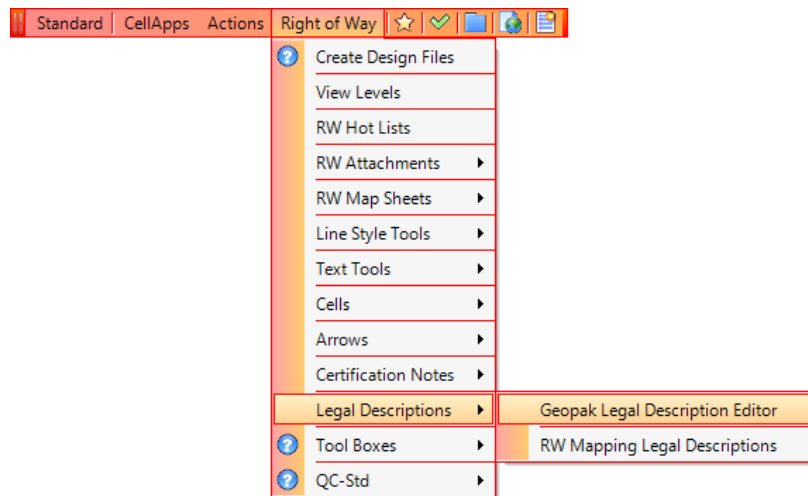 Standard CellApps Actions Right of Way
Create Design Files
View Levels
RW Hot Lists
RW Attachments
RW Map Sheets
Line Style Tools
Text Tools
Cells
Arrows
Certification Notes
Legal Descriptions Geopak Legal Description Editor
Tool Boxes RW Mapping Legal Descriptions
QC-Std